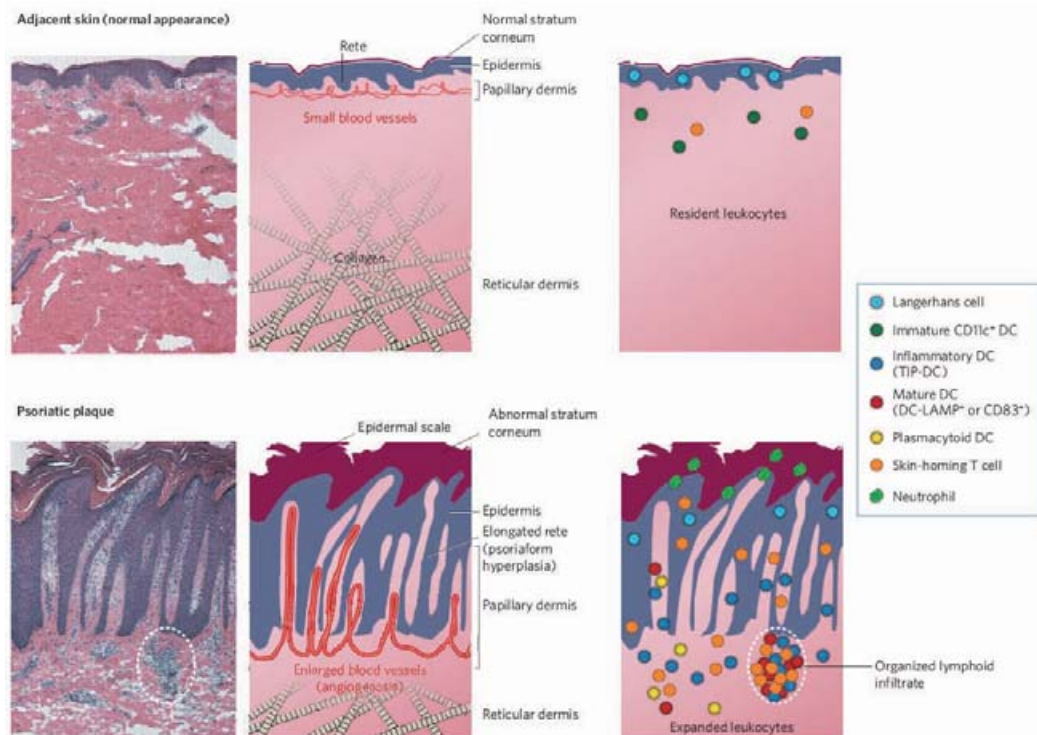 Adjacent skin (normal appearance)
Normal stratum
corneum
Rete
Epidermis
Papillary dermis
Small blood vessels
Collagen
Reticular dermis
Resident leukocytes
Langerhans cell
Immature CD11c⁺ DC
Inflammatory DC
(TIP-DC)
Mature DC
(DC-LAMP⁺ or CD83⁺)
Plasmacytoid DC
Skin-homing T cell
Neutrophil
Psoriatic plaque
Epidermal scale
Abnormal stratum
corneum
Epidermis
Elongated rete
(psoriaform
hyperplasia)
Papillary dermis
Enlarged blood vessels
(angiogenosis)
Reticular dermis
Organized lymphoid
infiltrate
Expanded leukocytes